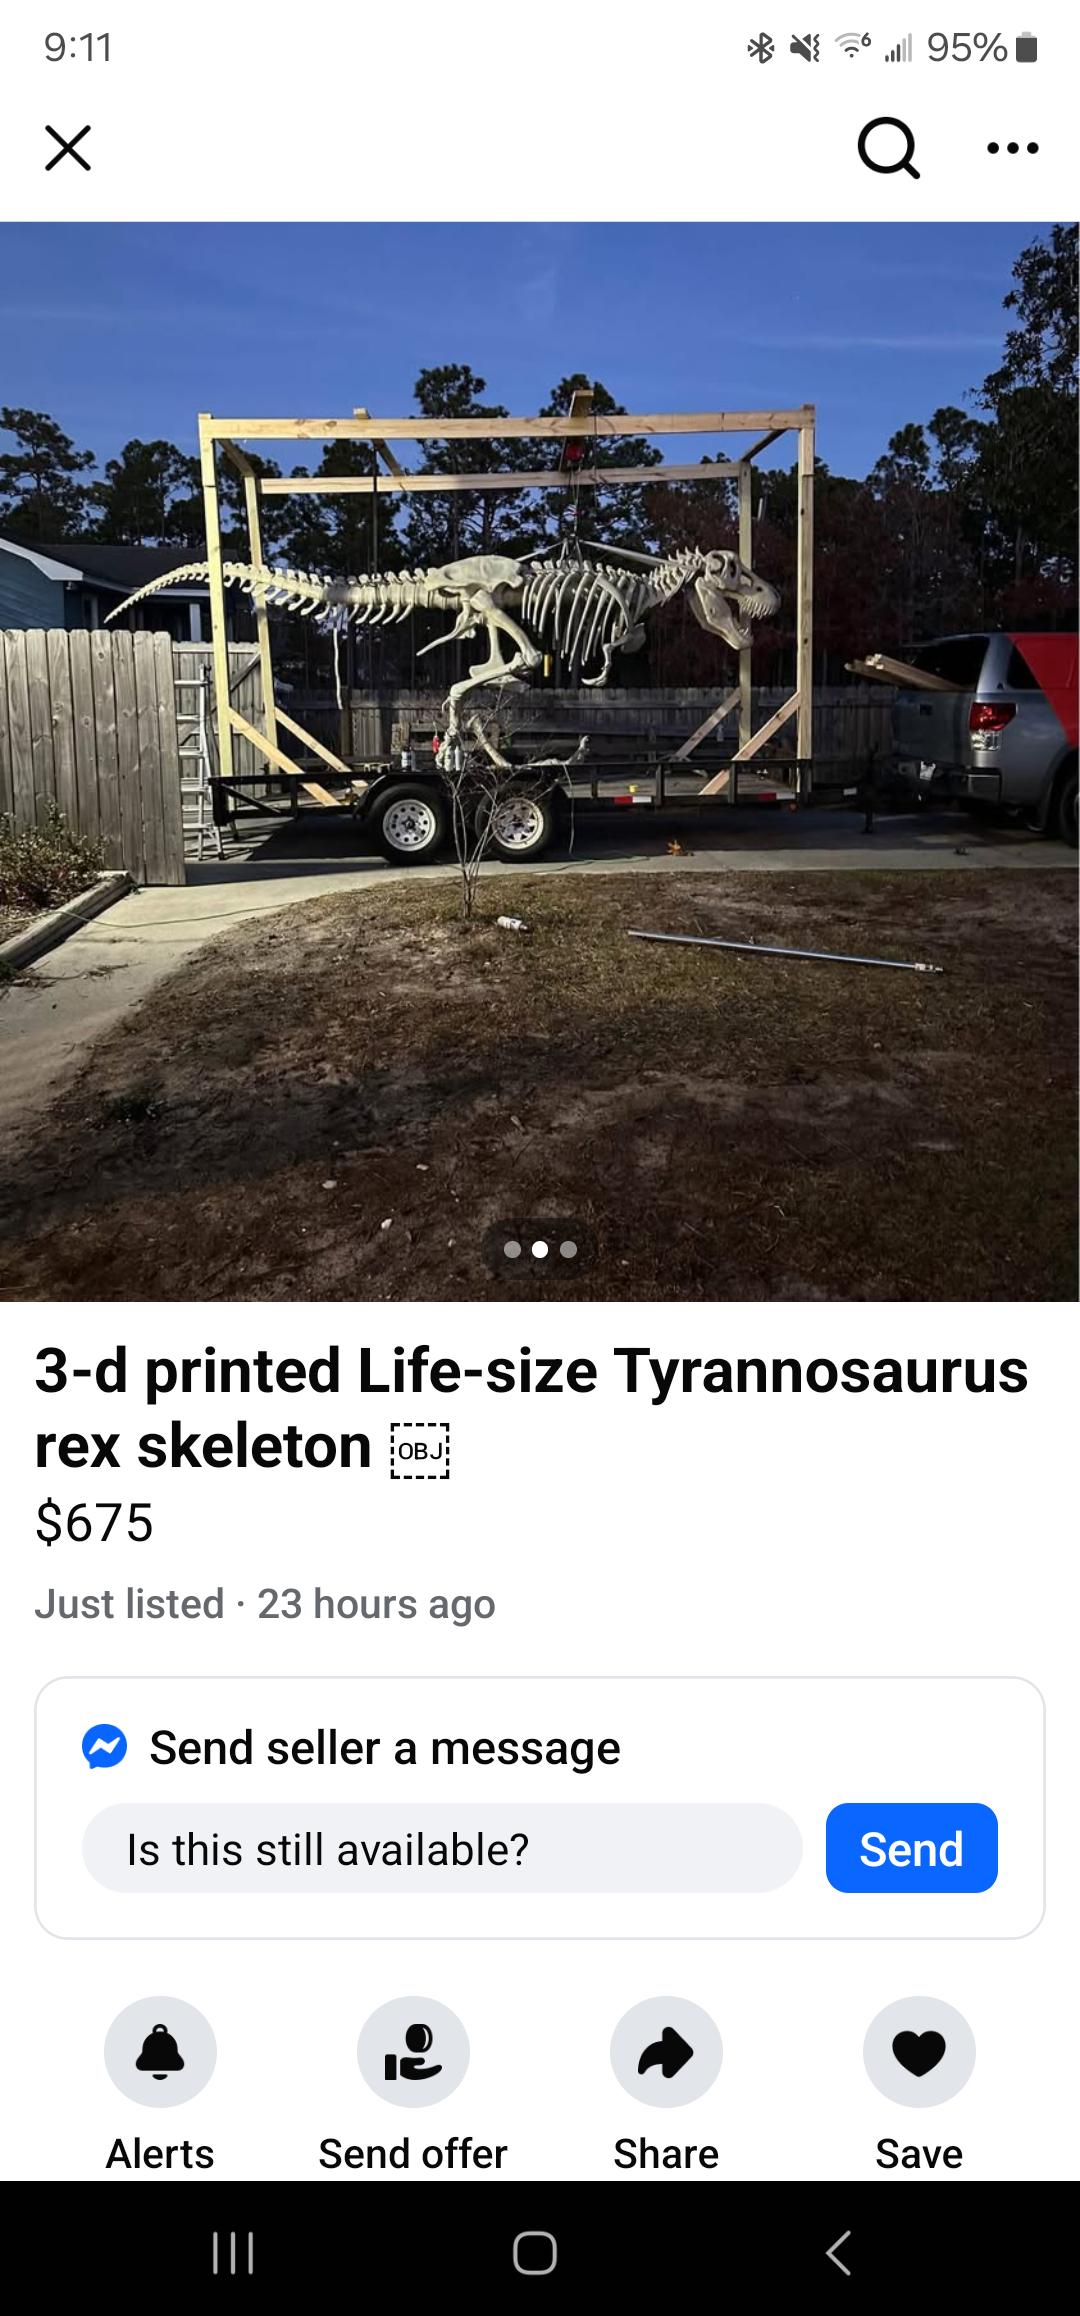 9:11
6 95%
3-d printed Life-size Tyrannosaurus
rex skeleton OBJ
$675
Just listed · 23 hours ago
Send seller a message
Is this still available? Send
Alerts Send offer Share Save